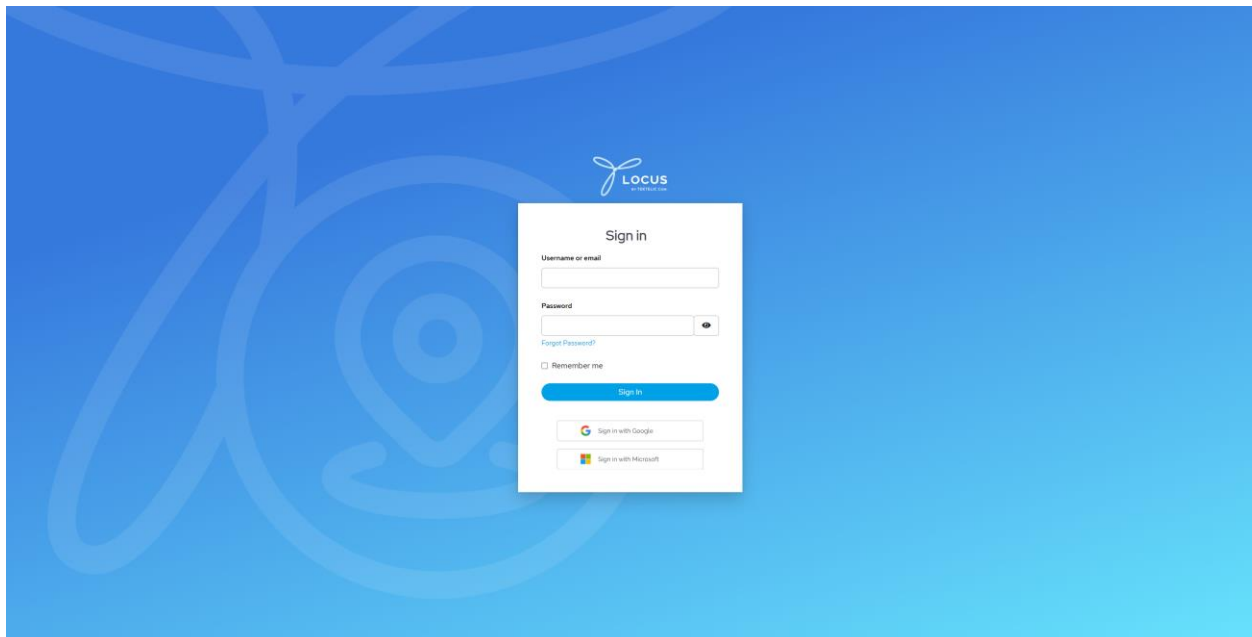 LOCUS
Sign in
Username or email
Password
Forgot Password?
Remember me
Sign In
Sign in with Google
Sign in with Microsoft